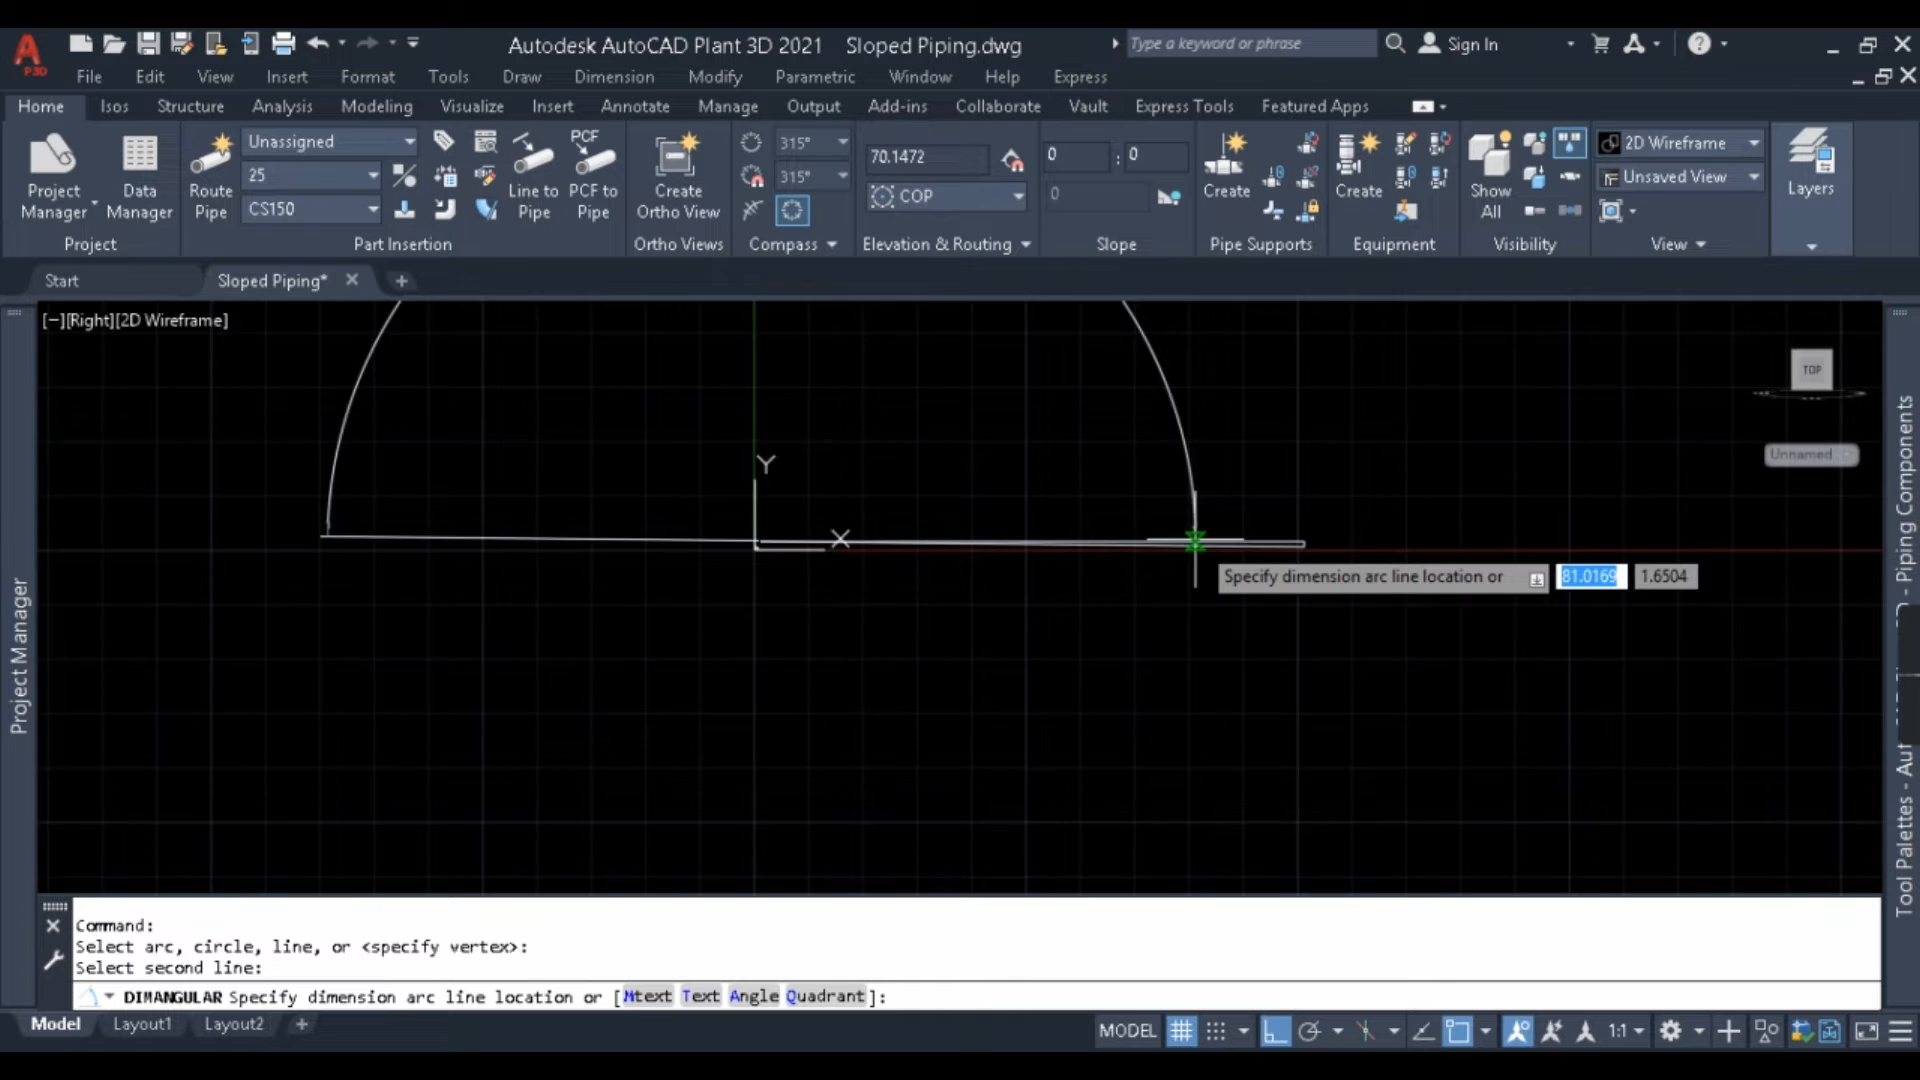 Autodesk AutoCAD Plant 3D 2021 Sloped Piping.dwg
Type a keyword or phrase
Sign In
P3D
File Edit View Insert Format Tools Draw Dimension Modify Parametric Window Help Express
Home Isos Structure Analysis Modeling Visualize Insert Annotate Manage Output Add-ins Collaborate Vault Express Tools Featured Apps
Project Manager
Data Manager
Project
Route Pipe
Unassigned
25
CS150
PCF
Line to Pipe
PCF to Pipe
Part Insertion
Create Ortho View
Ortho Views
315°
315°
Compass
70.1472
COP
Elevation & Routing
0 : 0
0
Slope
Create
Pipe Supports
Create
Equipment
Show All
Visibility
2D Wireframe
Unsaved View
View
Layers
Start
Sloped Piping*
[−][Right][2D Wireframe]
TOP
Unnamed
Y
X
Specify dimension arc line location or 81.0169 1.6504
Project Manager
- Piping Components
Tool Palettes - Aut
Command:
Select arc, circle, line, or <specify vertex>:
Select second line:
DIMANGULAR Specify dimension arc line location or [Mtext Text Angle Quadrant]:
Model Layout1 Layout2
MODEL
1:1